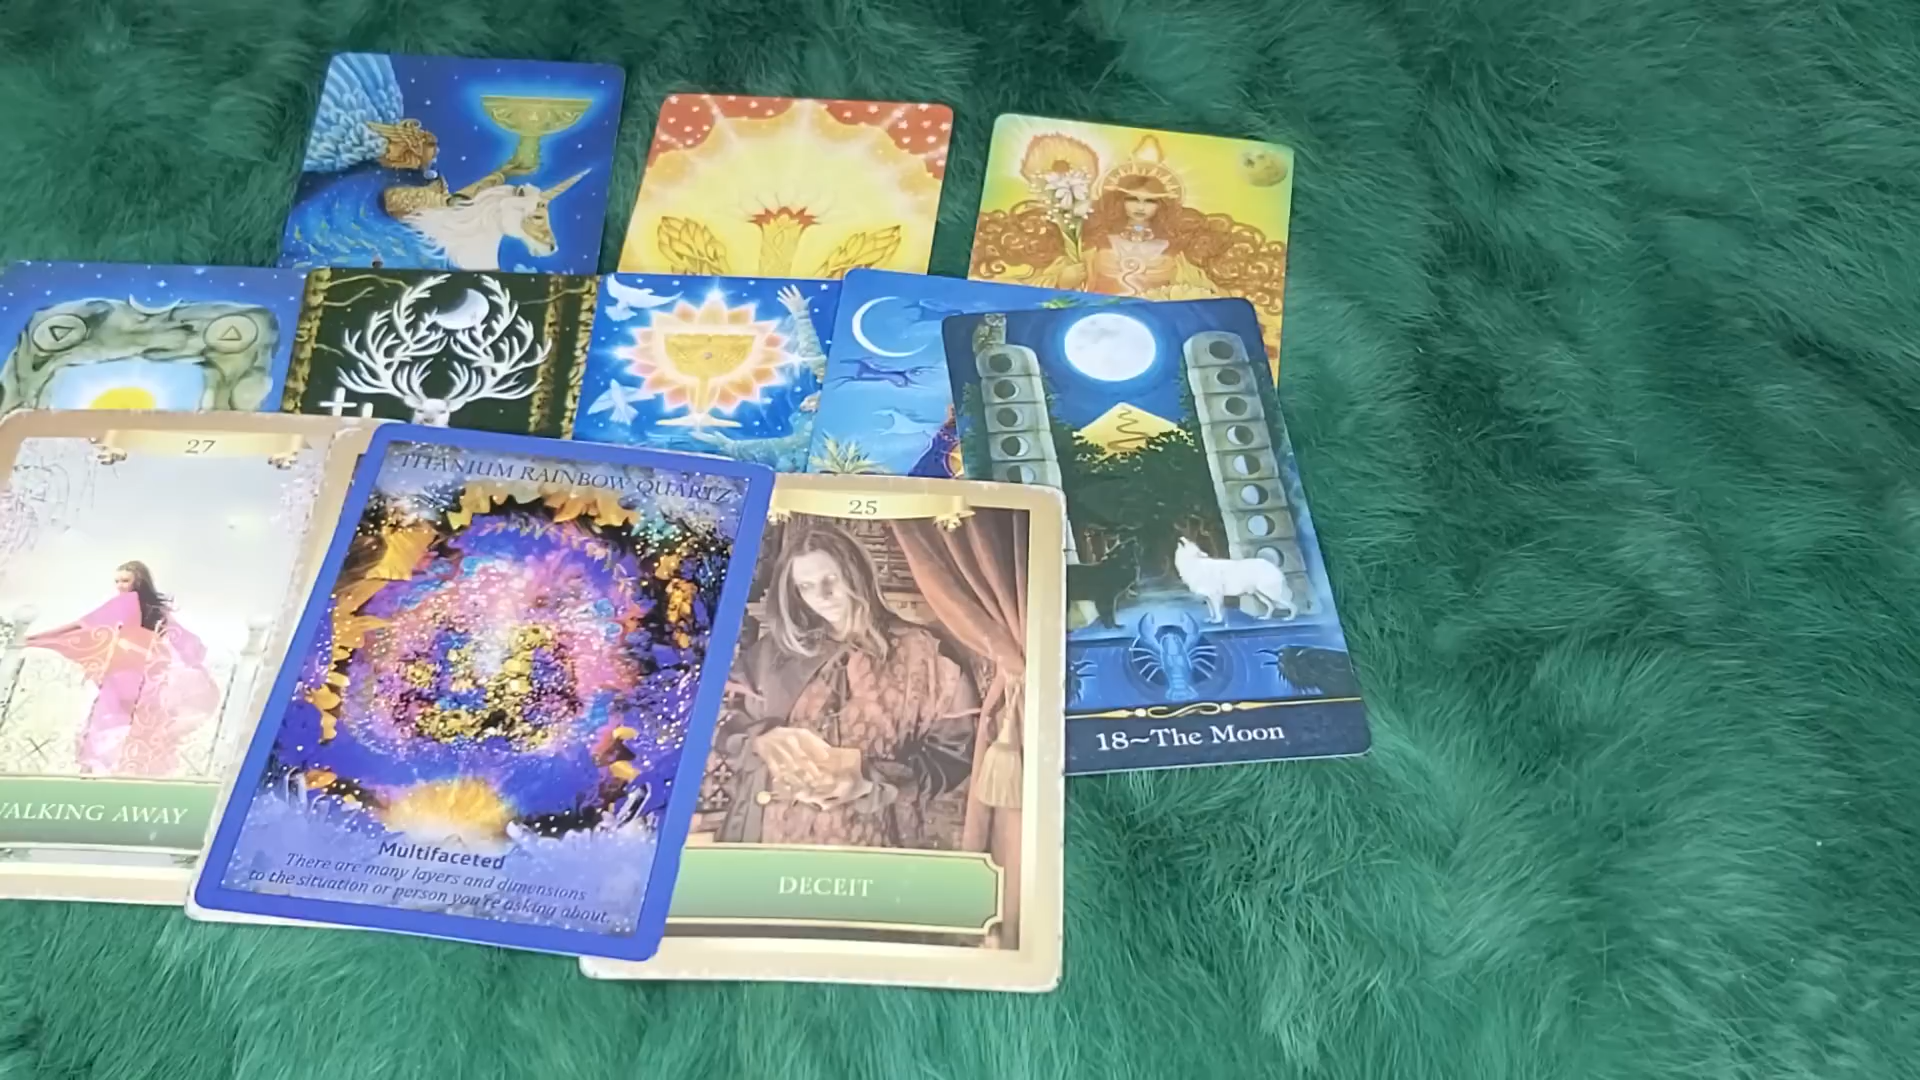 27
WALKING AWAY
TITANIUM RAINBOW QUARTZ
Multifaceted
There are many layers and dimensions
to the situation or person you're asking about.
25
DECEIT
18~The Moon